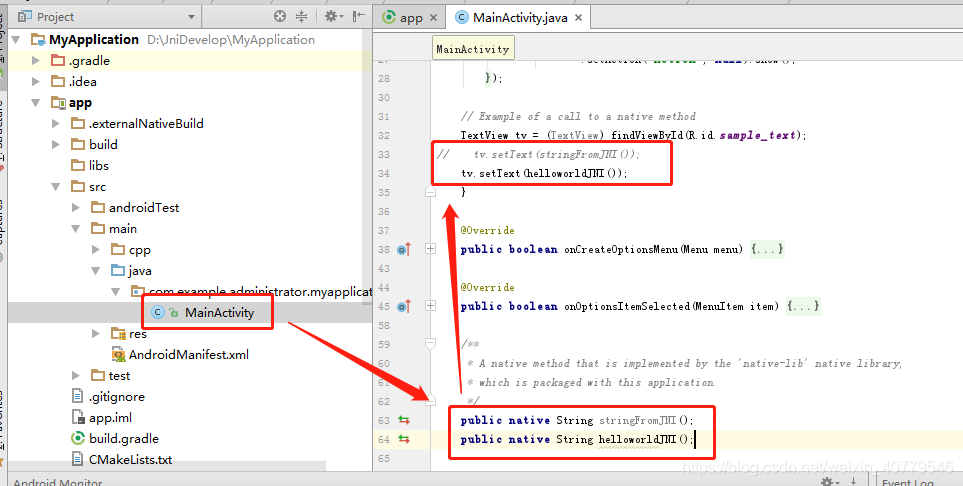 Project
app
MainActivity.java
MyApplication D:\JniDevelop\MyApplication
.gradle
.idea
app
.externalNativeBuild
build
libs
src
androidTest
main
cpp
java
com.example.administrator.myapplicat
MainActivity
res
AndroidManifest.xml
test
.gitignore
app.iml
build.gradle
CMakeLists.txt
Android Monitor
MainActivity
28 });
30
31 // Example of a call to a native method
32 TextView tv = (TextView) findViewById(R.id.sample_text);
33 // tv.setText(stringFromJNI());
34 tv.setText(helloworldJNI());
35 }
36
37 @Override
38 public boolean onCreateOptionsMenu(Menu menu) {...}
43
44 @Override
45 public boolean onOptionsItemSelected(MenuItem item) {...}
58
59 /**
60 * A native method that is implemented by the 'native-lib' native library,
61 * which is packaged with this application.
62 */
63 public native String stringFromJNI();
64 public native String helloworldJNI();
65
https://blog.csdn.net/weixin_40779546
Event Log